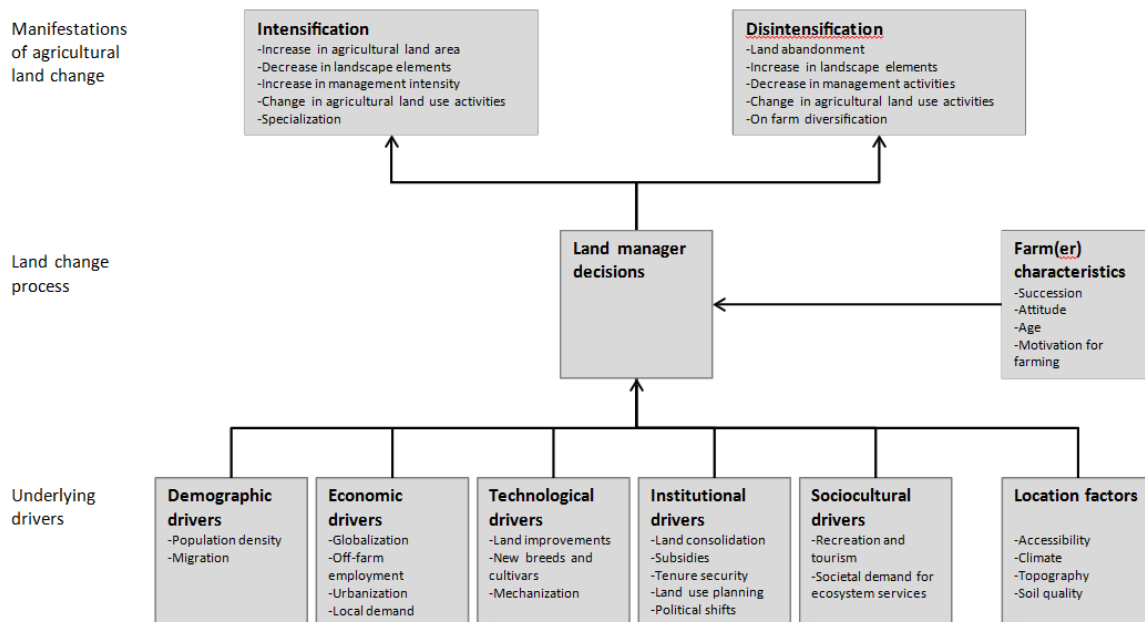 Manifestations
of agricultural
land change
Intensification
-Increase in agricultural land area
-Decrease in landscape elements
-Increase in management intensity
-Change in agricultural land use activities
-Specialization
Disintensification
-Land abandonment
-Increase in landscape elements
-Decrease in management activities
-Change in agricultural land use activities
-On farm diversification
Land change
process
Land manager
decisions
Farm(er)
characteristics
-Succession
-Attitude
-Age
-Motivation for
farming
Underlying
drivers
Demographic
drivers
-Population density
-Migration
Economic
drivers
-Globalization
-Off-farm
employment
-Urbanization
-Local demand
Technological
drivers
-Land improvements
-New breeds and
cultivars
-Mechanization
Institutional
drivers
-Land consolidation
-Subsidies
-Tenure security
-Land use planning
-Political shifts
Sociocultural
drivers
-Recreation and
tourism
-Societal demand for
ecosystem services
Location factors
-Accessibility
-Climate
-Topography
-Soil quality